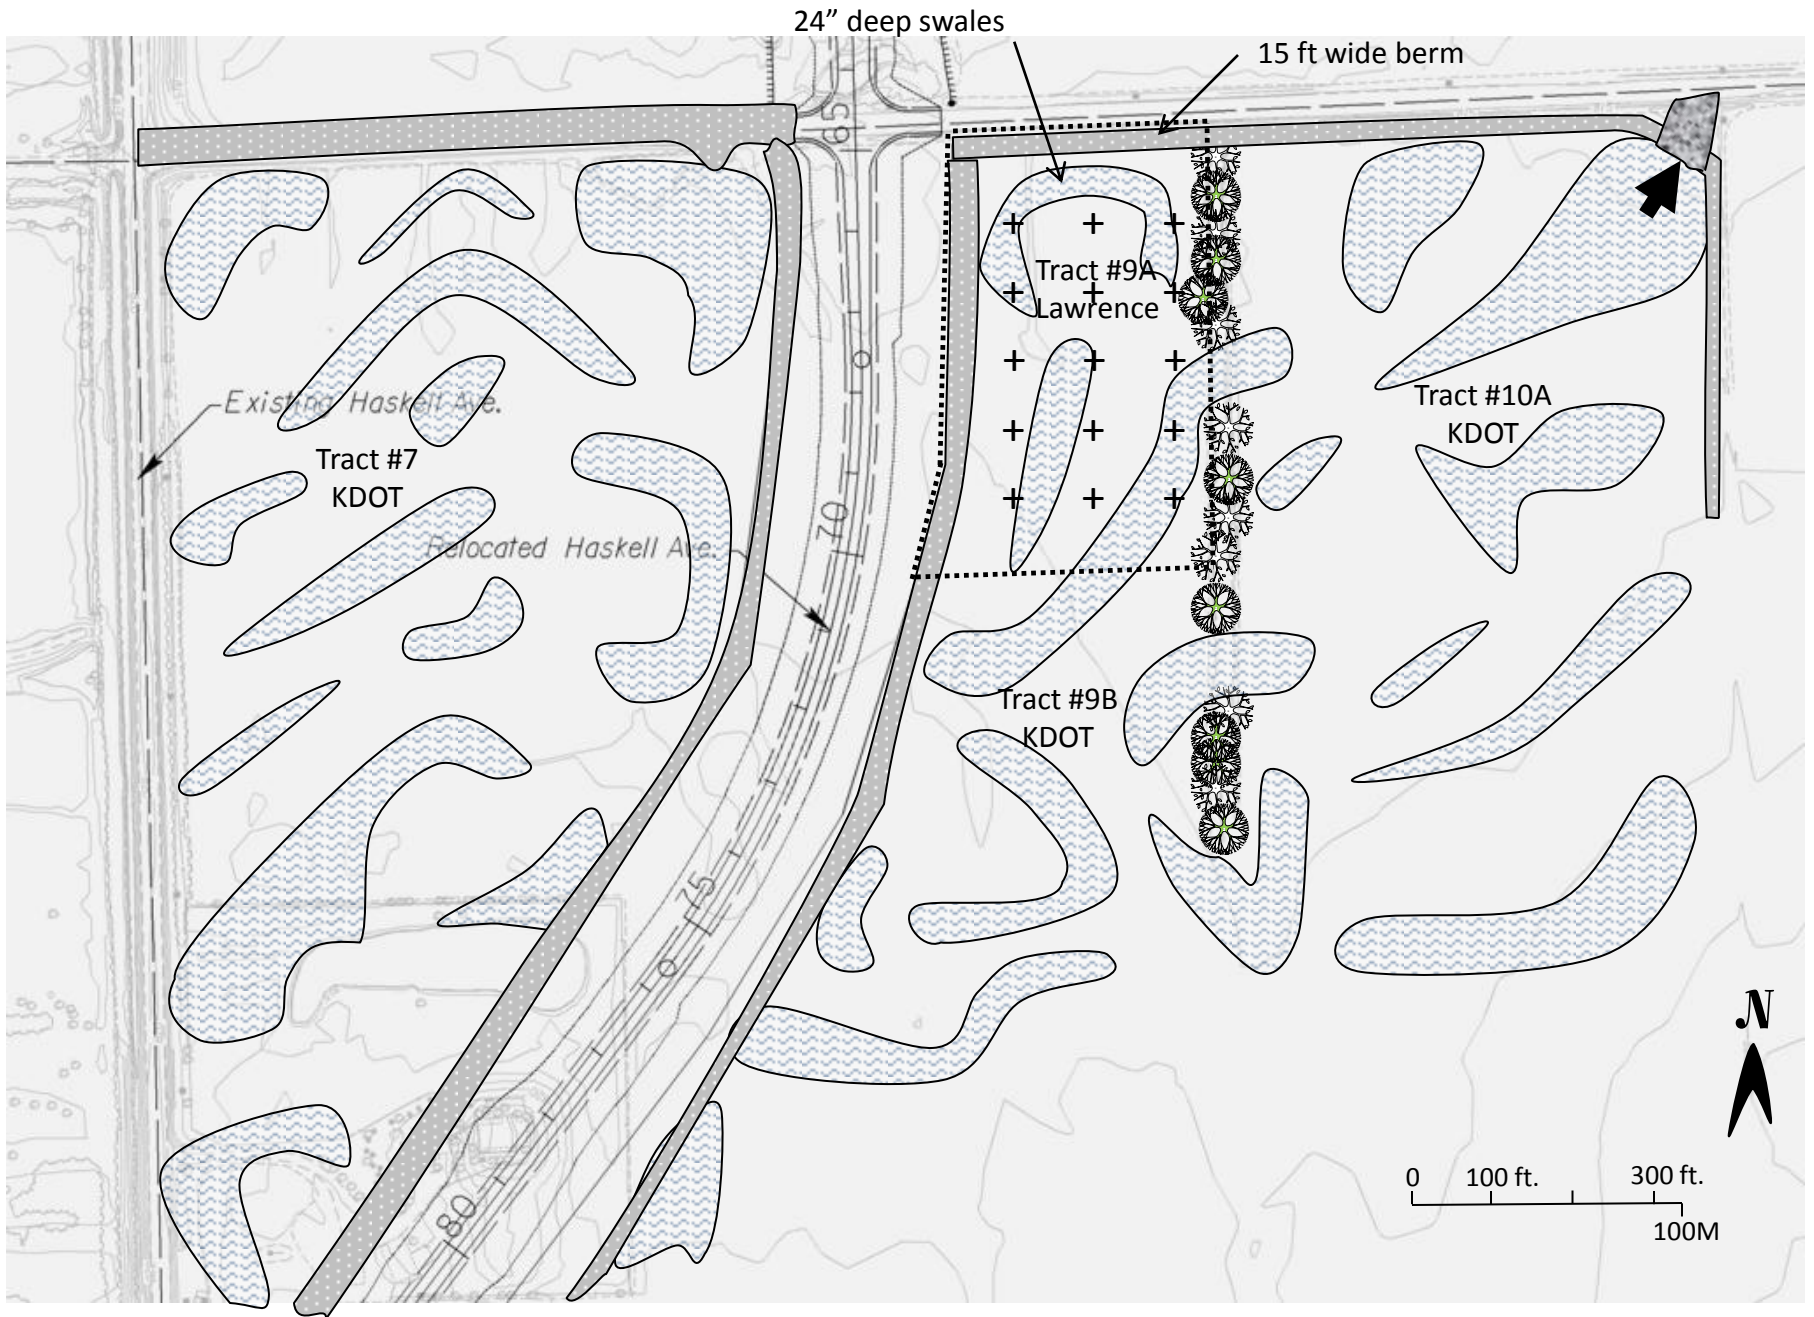 24” deep swales
15 ft wide berm
65
Tract #9A
Lawrence
Existing Haskell Ave.
Tract #10A
KDOT
Tract #7
KDOT
70
Relocated Haskell Ave.
Tract #9B
KDOT
75
N
0 100 ft. 300 ft.
100M
80